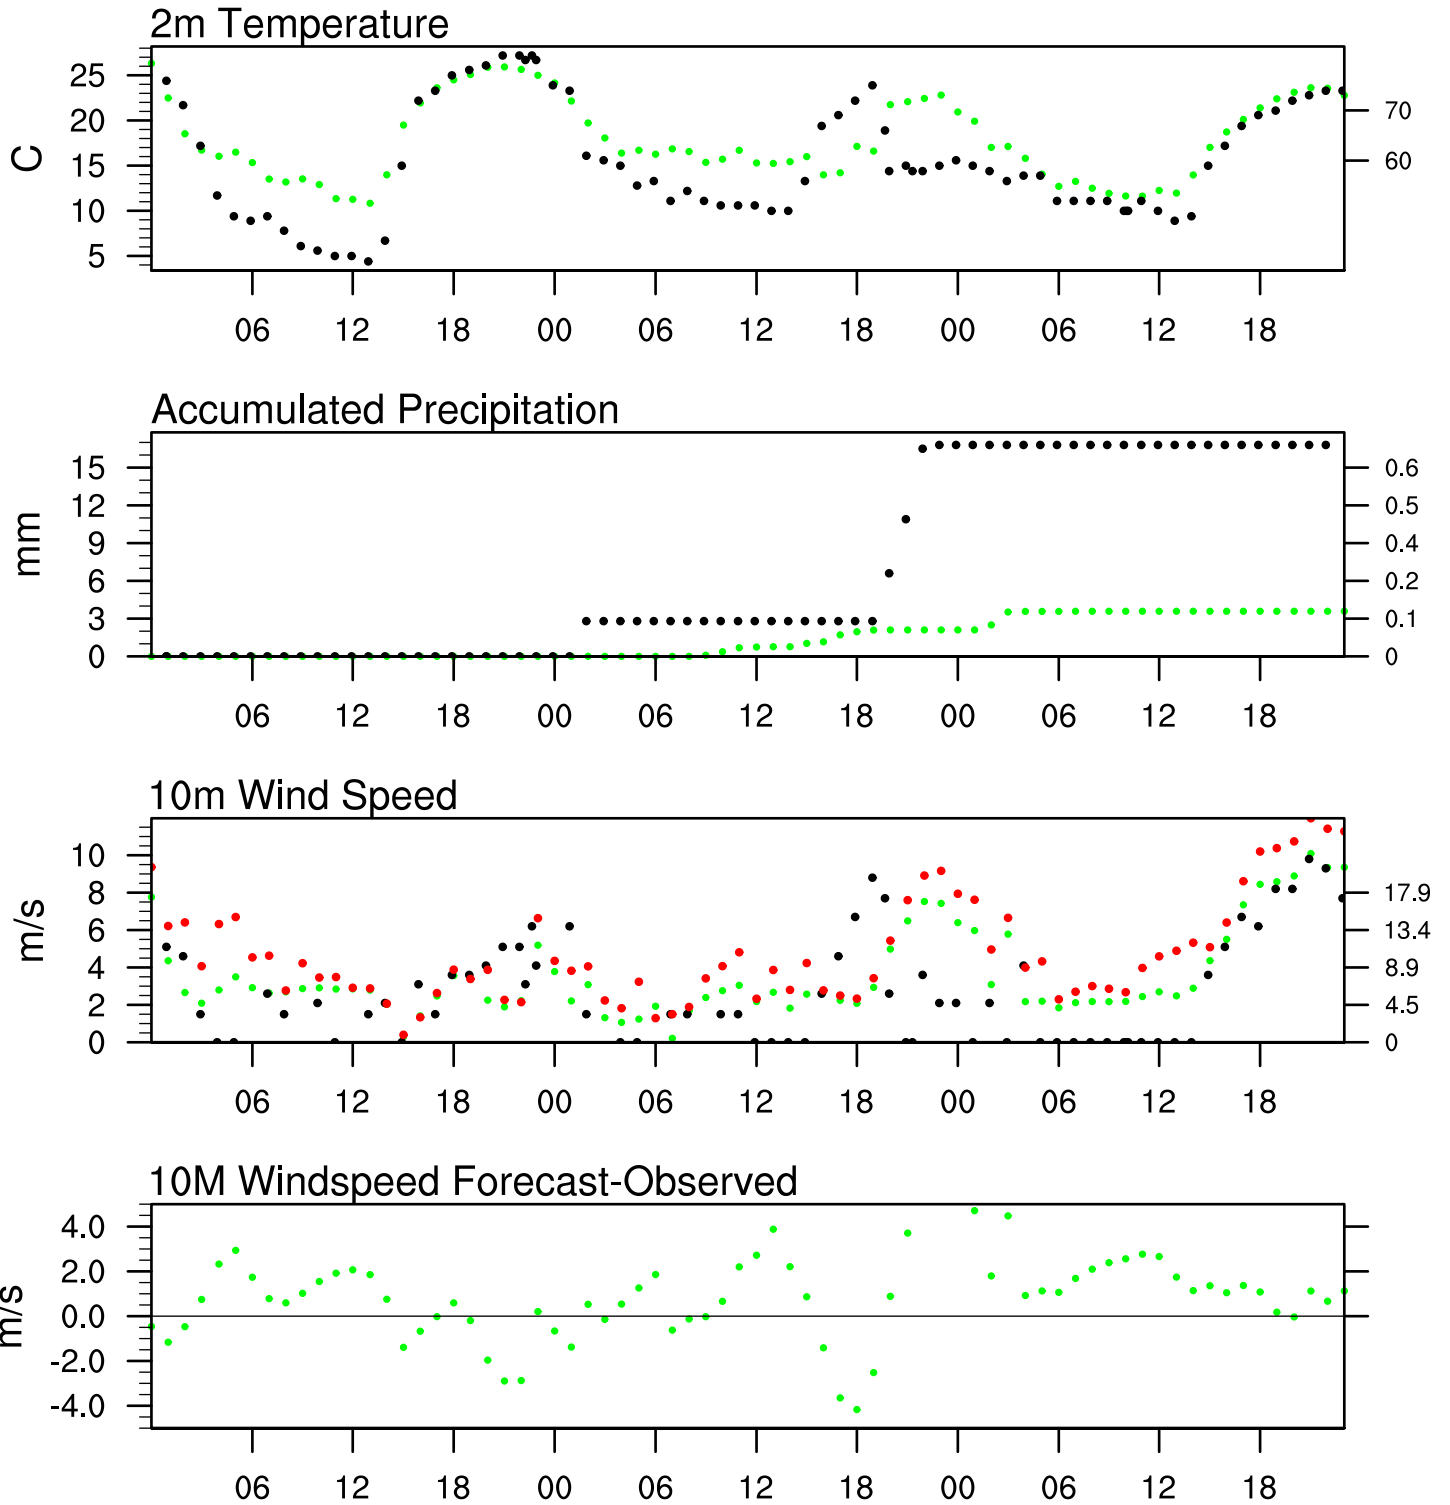 2m Temperature
C
25
20
15
10
5
70
60
06 12 18 00 06 12 18 00 06 12 18
Accumulated Precipitation
mm
15
12
9
6
3
0
0.6
0.5
0.4
0.2
0.1
0
06 12 18 00 06 12 18 00 06 12 18
10m Wind Speed
m/s
10
8
6
4
2
0
17.9
13.4
8.9
4.5
0
06 12 18 00 06 12 18 00 06 12 18
10M Windspeed Forecast-Observed
m/s
4.0
2.0
0.0
-2.0
-4.0
06 12 18 00 06 12 18 00 06 12 18